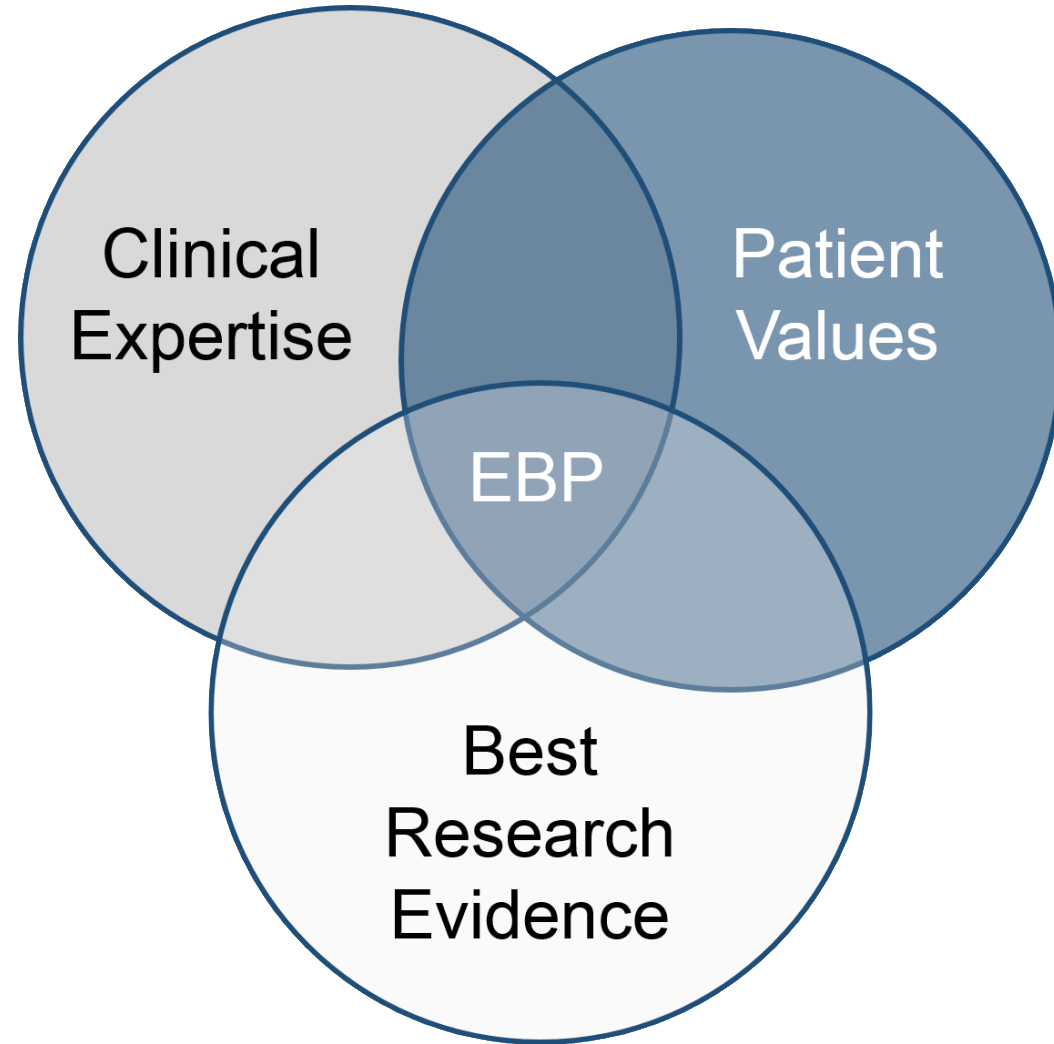 Clinical
Expertise
Patient
Values
EBP
Best
Research
Evidence